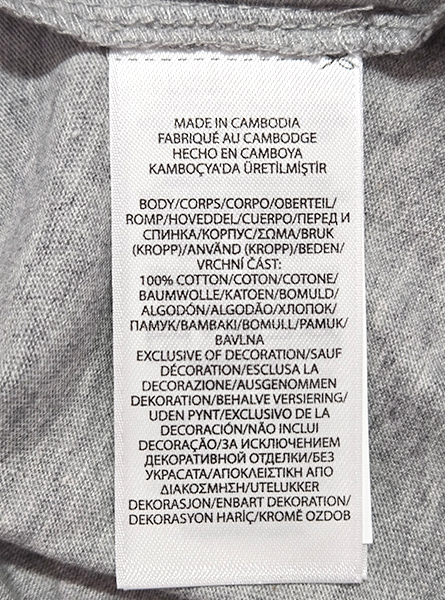 MADE IN CAMBODIA
FABRIQUÉ AU CAMBODGE
HECHO EN CAMBOYA
KAMBOÇYA'DA ÜRETİLMİŞTİR
BODY/CORPS/CORPO/OBERTEIL/
ROMP/HOVEDDEL/CUERPO/ПЕРЕД И
СПИНКА/КОРПУС/ΣΩΜΑ/BRUK
(KROPP)/ANVÄND (KROPP)/BEDEN/
VRCHNÍ ČÁST:
100% COTTON/COTON/COTONE/
BAUMWOLLE/KATOEN/BOMULD/
ALGODÓN/ALGODÃO/ХЛОПОК/
ПАМУК/ΒΑΜΒΑΚΙ/BOMULL/PAMUK/
BAVLNA
EXCLUSIVE OF DECORATION/SAUF
DÉCORATION/ESCLUSA LA
DECORAZIONE/AUSGENOMMEN
DEKORATION/BEHALVE VERSIERING/
UDEN PYNT/EXCLUSIVO DE LA
DECORACIÓN/NÃO INCLUI
DECORAÇÃO/ЗА ИСКЛЮЧЕНИЕМ
ДЕКОРАТИВНОЙ ОТДЕЛКИ/БЕЗ
УКРАСАТА/ΑΠΟΚΛΕΙΣΤΙΚΗ ΑΠΟ
ΔΙΑΚΟΣΜΗΣΗ/UTELUKKER
DEKORASJON/ENBART DEKORATION/
DEKORASYON HARİÇ/KROMĚ OZDOB